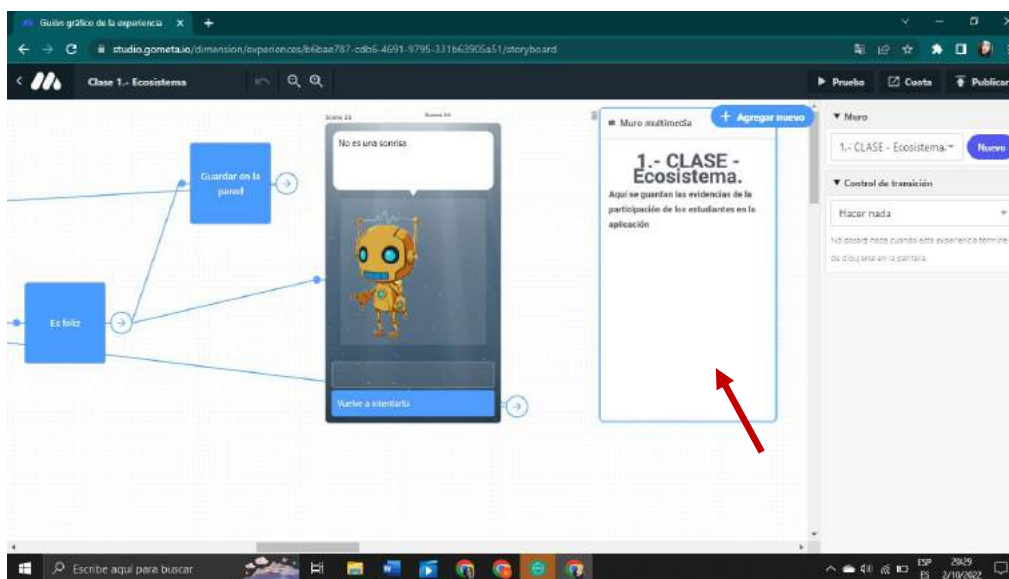 Guión gráfico de la experiencia
studio.gometa.io/dimension/experiences/b6bae787-cdb6-4691-9795-331b63905a51/storyboard
Clase 1.- Ecosistema
Prueba
Cuota
Publicar
Agregar nuevo
Guardar en la
pared
Es feliz
No es una sonrisa
Vuelve a intentarlo
Muro multimedia
1.- CLASE -
Ecosistema.
Aquí se guardan las evidencias de la
participación de los estudiantes en la
aplicación
Muro
1.- CLASE - Ecosistema.
Nuevo
Control de transición
Hacer nada
No pasará nada cuando esta experiencia termine
de dibujarse en la pantalla.
Escribe aquí para buscar
ESP
ES
20:29
2/10/2022